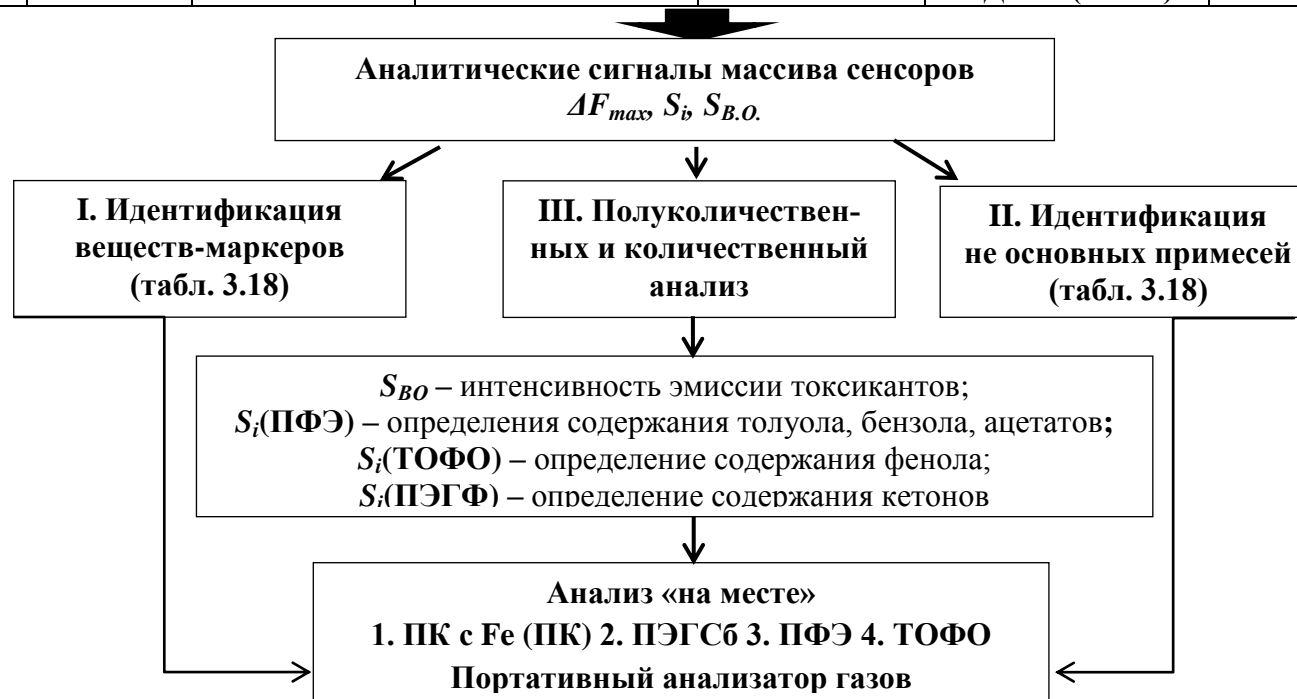 Аналитические сигналы массива сенсоров
ΔFmax, Si, SВ.О.
I. Идентификация
веществ-маркеров
(табл. 3.18)
III. Полуколичествен-
ных и количественный
анализ
II. Идентификация
не основных примесей
(табл. 3.18)
SВО – интенсивность эмиссии токсикантов;
Si(ПФЭ) – определения содержания толуола, бензола, ацетатов;
Si(ТОФО) – определение содержания фенола;
Si(ПЭГФ) – определение содержания кетонов
Анализ «на месте»
1. ПК с Fe (ПК) 2. ПЭГСб 3. ПФЭ 4. ТОФО
Портативный анализатор газов